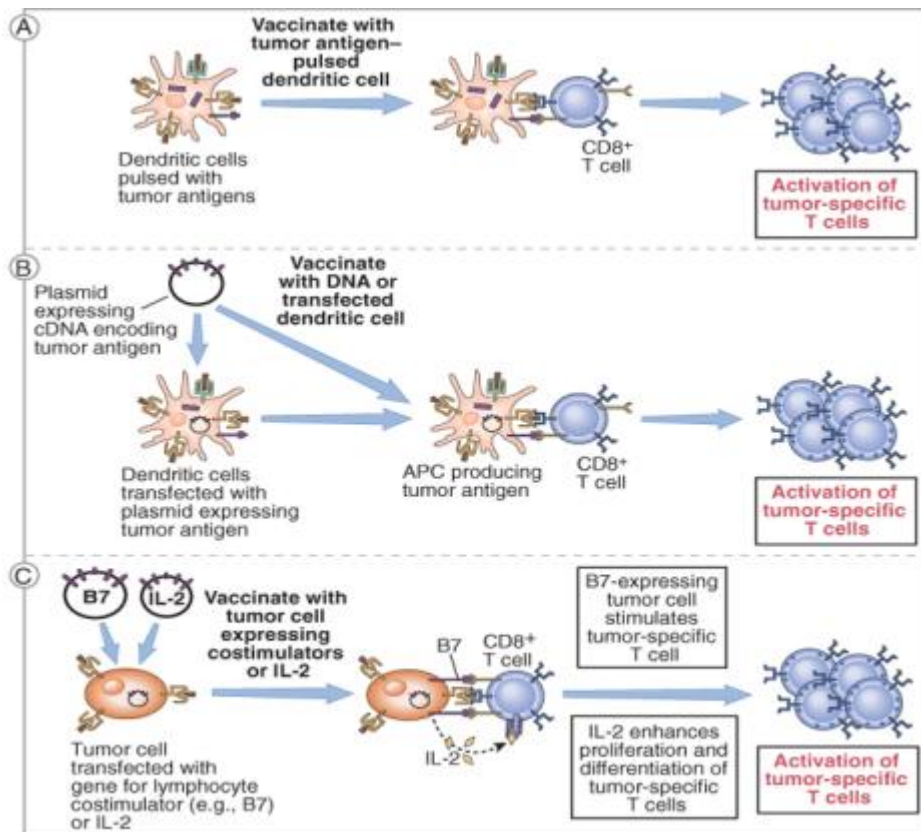 A
Vaccinate with
tumor antigen–
pulsed
dendritic cell
Dendritic cells
pulsed with
tumor antigens
CD8+
T cell
Activation of
tumor-specific
T cells
B
Plasmid
expressing
cDNA encoding
tumor antigen
Vaccinate
with DNA or
transfected
dendritic cell
Dendritic cells
transfected with
plasmid expressing
tumor antigen
APC producing
tumor antigen
CD8+
T cell
Activation of
tumor-specific
T cells
C
B7
IL-2
Vaccinate with
tumor cell
expressing
costimulators
or IL-2
Tumor cell
transfected with
gene for lymphocyte
costimulator (e.g., B7)
or IL-2
B7
CD8+
T cell
IL-2
B7-expressing
tumor cell
stimulates
tumor-specific
T cell
IL-2 enhances
proliferation and
differentiation of
tumor-specific
T cells
Activation of
tumor-specific
T cells